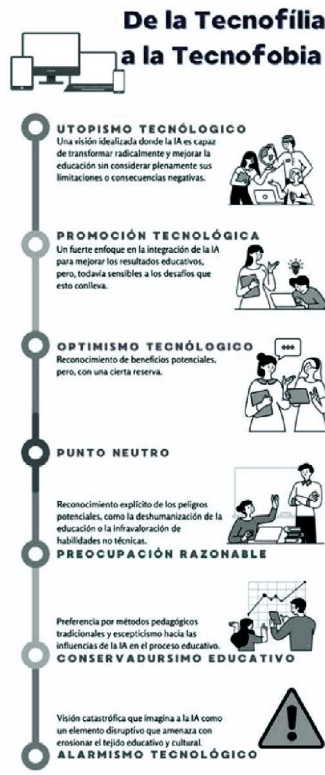 De la Tecnofília
a la Tecnofobia
UTOPISMO TECNÓLOGICO
Una visión idealizada donde la IA es capaz
de transformar radicalmente y mejorar la
educación sin considerar plenamente sus
limitaciones o consecuencias negativas.
PROMOCIÓN TECNOLÓGICA
Un fuerte enfoque en la integración de la IA
para mejorar los resultados educativos,
pero, todavía sensibles a los desafíos que
esto conlleva.
OPTIMISMO TECNÓLOGICO
Reconocimiento de beneficios potenciales,
pero, con una cierta reserva.
PUNTO NEUTRO
Reconocimiento explícito de los peligros
potenciales, como la deshumanización de la
educación o la infravaloración de
habilidades no técnicas.
PREOCUPACIÓN RAZONABLE
Preferencia por métodos pedagógicos
tradicionales y escepticismo hacia las
influencias de la IA en el proceso educativo.
CONSERVADURSIMO EDUCATIVO
Visión catastrófica que imagina a la IA como
un elemento disruptivo que amenaza con
erosionar el tejido educativo y cultural.
ALARMISMO TECNOLÓGICO